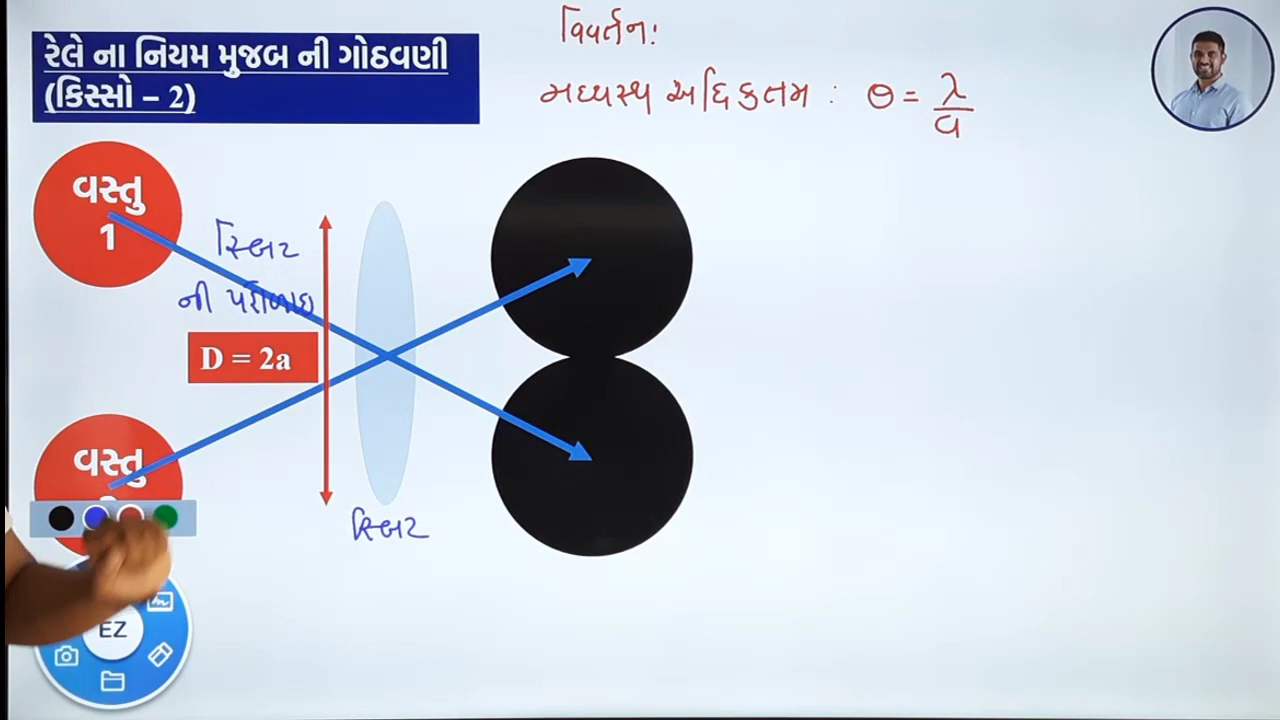 વિવર્તન:
રેલે ના નિયમ મુજબ ની ગોઠવણી
(કિસ્સો – 2)
મધ્યસ્થ અધિકતમ : θ = λ/a
વસ્તુ
1
સ્લિટ
ની પહોળાઇ
D = 2a
વસ્તુ
સ્લિટ
EZ